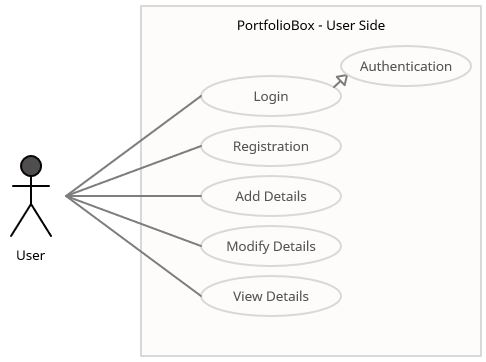 PortfolioBox - User Side
Authentication
Login
Registration
Add Details
Modify Details
View Details
User